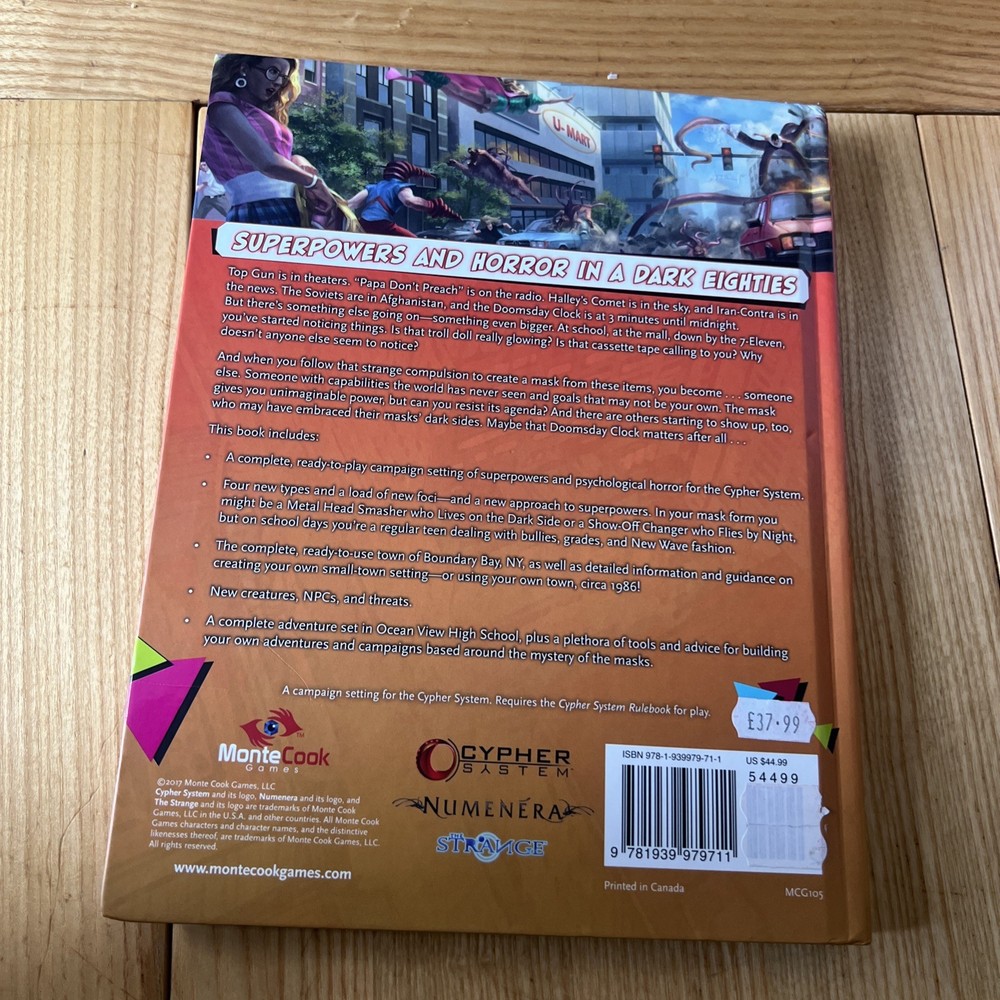 U-MART
SUPERPOWERS AND HORROR IN A DARK EIGHTIES
Top Gun is in theaters. "Papa Don't Preach" is on the radio. Halley's Comet is in the sky, and Iran-Contra is in
the news. The Soviets are in Afghanistan, and the Doomsday Clock is at 3 minutes until midnight.
But there's something else going on—something even bigger. At school, at the mall, down by the 7-Eleven,
you've started noticing things. Is that troll doll really glowing? Is that cassette tape calling to you? Why
doesn't anyone else seem to notice?
And when you follow that strange compulsion to create a mask from these items, you become . . . someone
else. Someone with capabilities the world has never seen and goals that may not be your own. The mask
gives you unimaginable power, but can you resist its agenda? And there are others starting to show up, too,
who may have embraced their masks' dark sides. Maybe that Doomsday Clock matters after all . . .
This book includes:
• A complete, ready-to-play campaign setting of superpowers and psychological horror for the Cypher System.
• Four new types and a load of new foci—and a new approach to superpowers. In your mask form you
might be a Metal Head Smasher who Lives on the Dark Side or a Show-Off Changer who Flies by Night,
but on school days you're a regular teen dealing with bullies, grades, and New Wave fashion.
• The complete, ready-to-use town of Boundary Bay, NY, as well as detailed information and guidance on
creating your own small-town setting—or using your own town, circa 1986!
• New creatures, NPCs, and threats.
• A complete adventure set in Ocean View High School, plus a plethora of tools and advice for building
your own adventures and campaigns based around the mystery of the masks.
A campaign setting for the Cypher System. Requires the Cypher System Rulebook for play.
£37.99
MonteCook
Games
TM
©2017 Monte Cook Games, LLC
Cypher System and its logo, Numenera and its logo, and
The Strange and its logo are trademarks of Monte Cook
Games, LLC in the U.S.A. and other countries. All Monte Cook
Games characters and character names, and the distinctive
likenesses thereof, are trademarks of Monte Cook Games, LLC.
All rights reserved.
www.montecookgames.com
CYPHER
SYSTEM
NUMENÉRA
THE
STRANGE
ISBN 978-1-939979-71-1
US $44.99
54499
9 781939 979711
Printed in Canada
MCG105